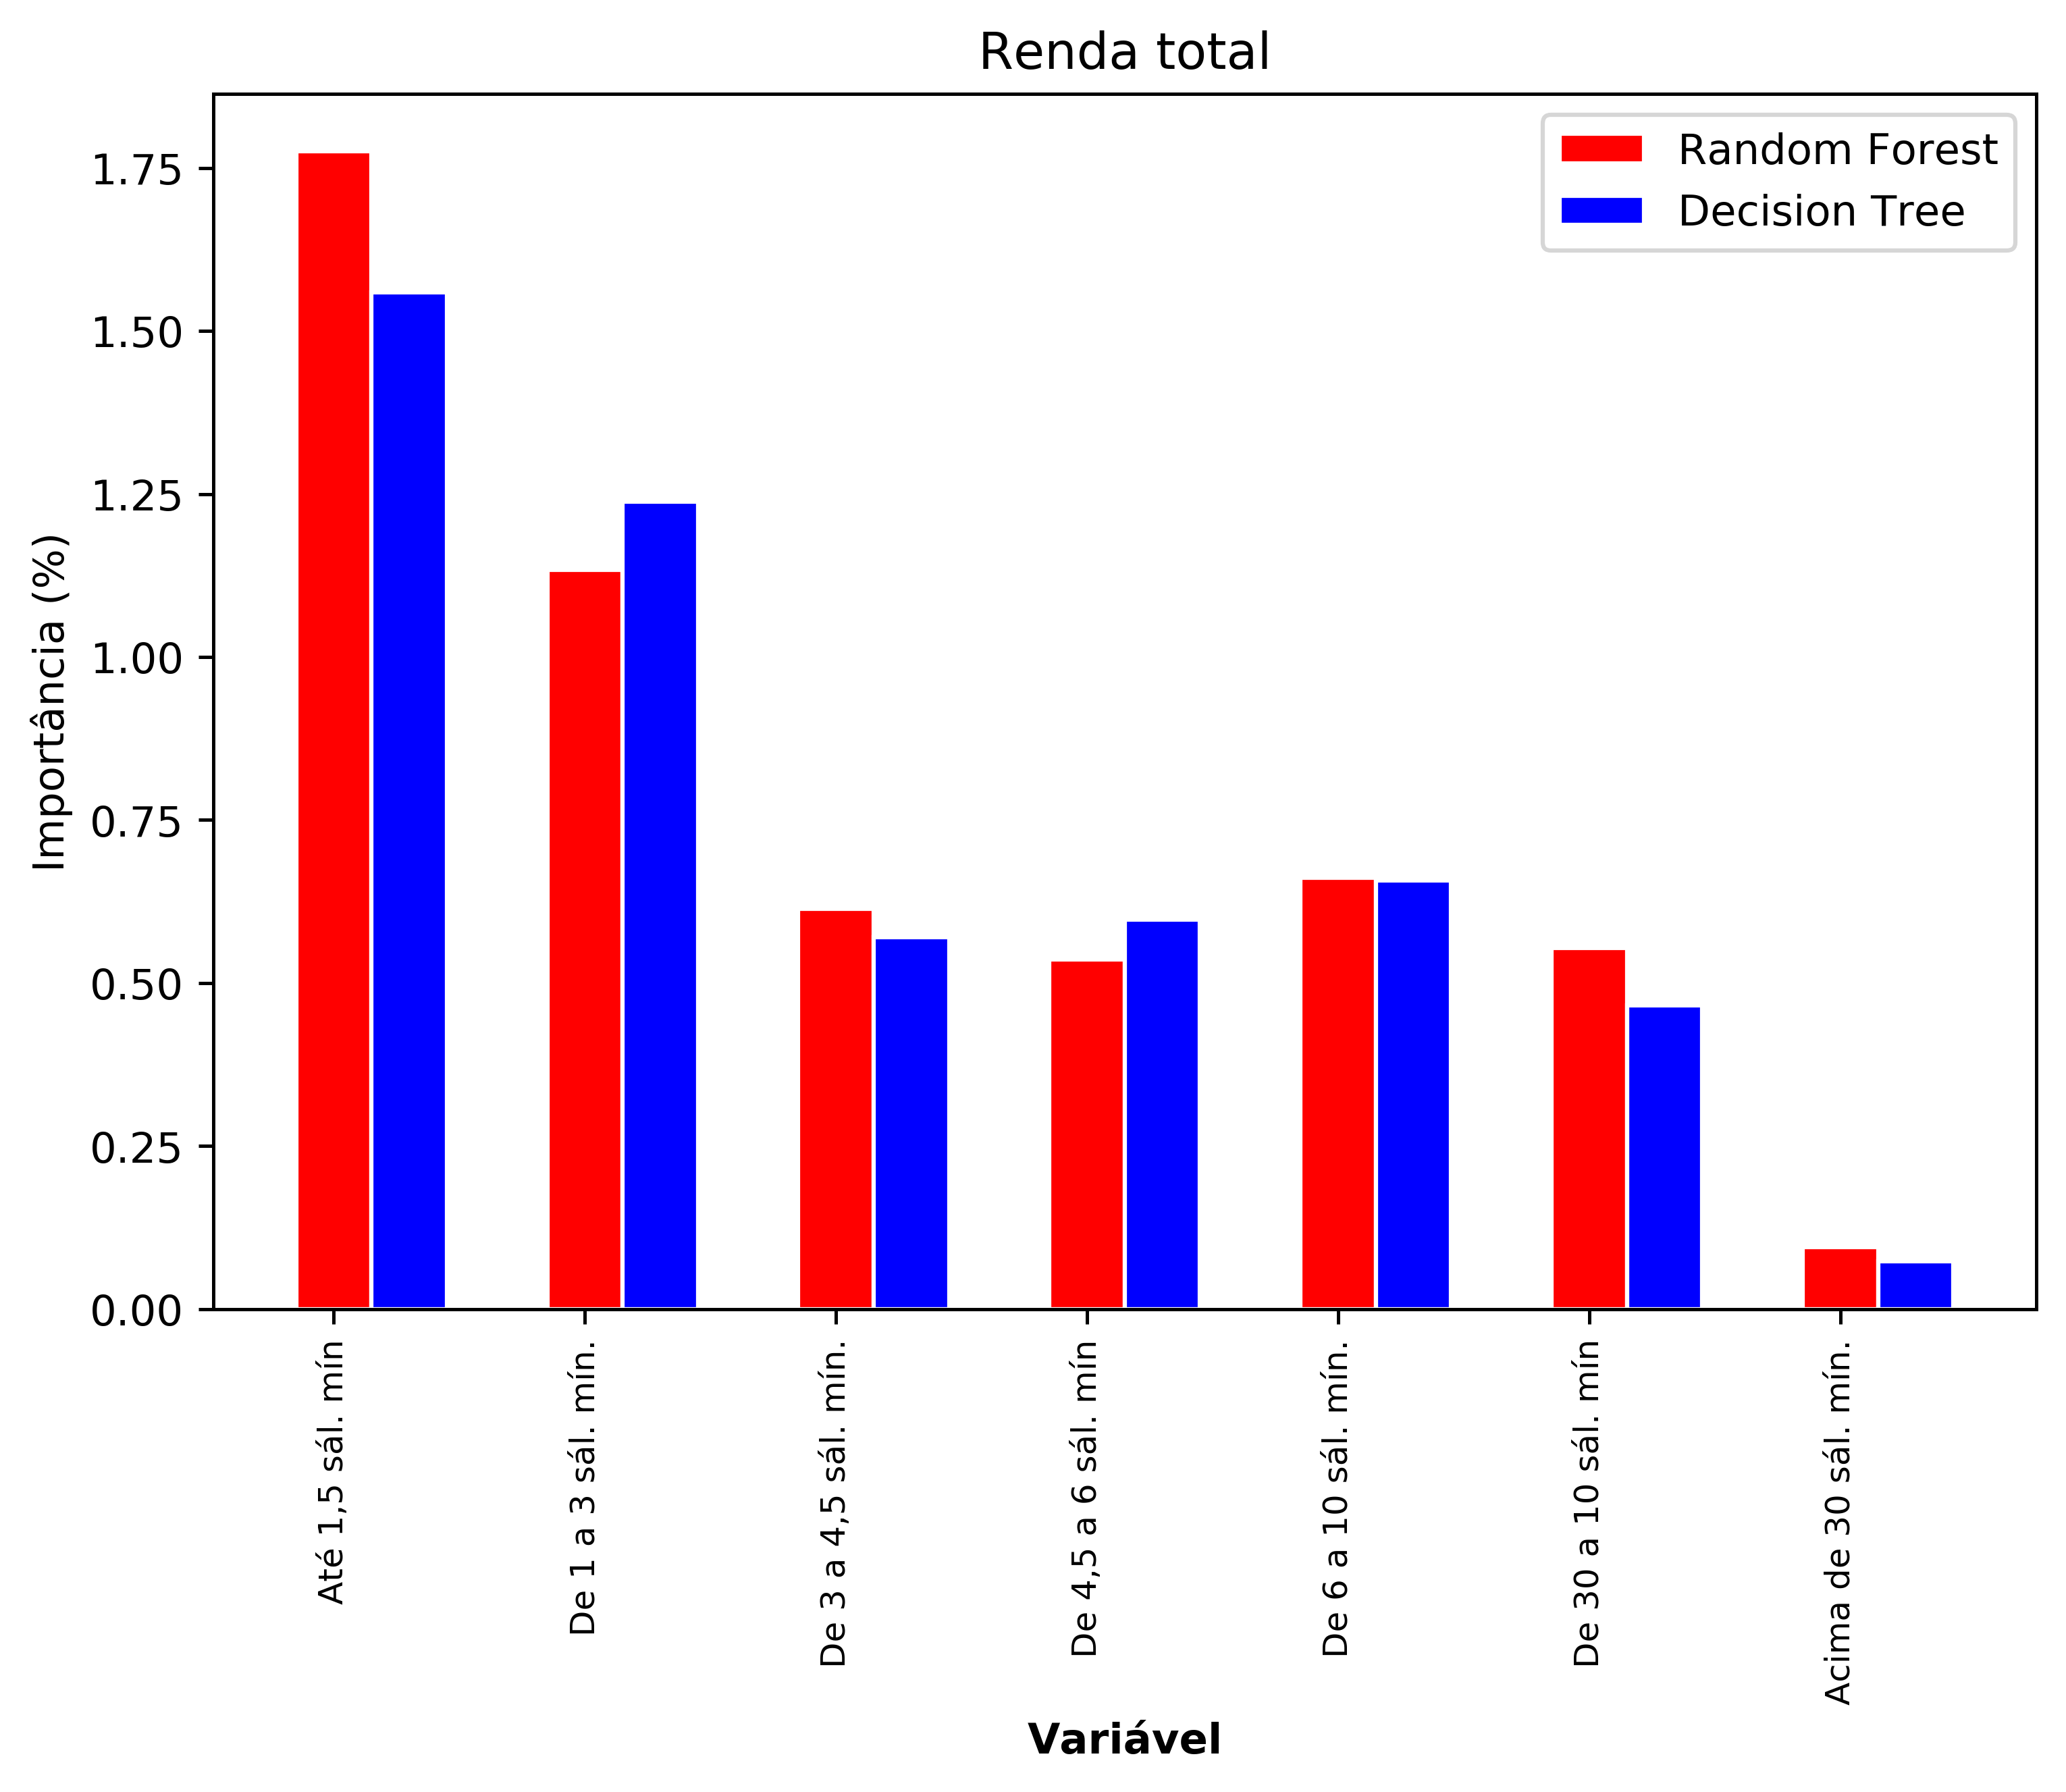 Renda total
Random Forest
Decision Tree
Importância (%)
1.75
1.50
1.25
1.00
0.75
0.50
0.25
0.00
Até 1,5 sál. mín
De 1 a 3 sál. mín.
De 3 a 4,5 sál. mín.
De 4,5 a 6 sál. mín
De 6 a 10 sál. mín.
De 30 a 10 sál. mín
Acima de 30 sál. mín.
Variável